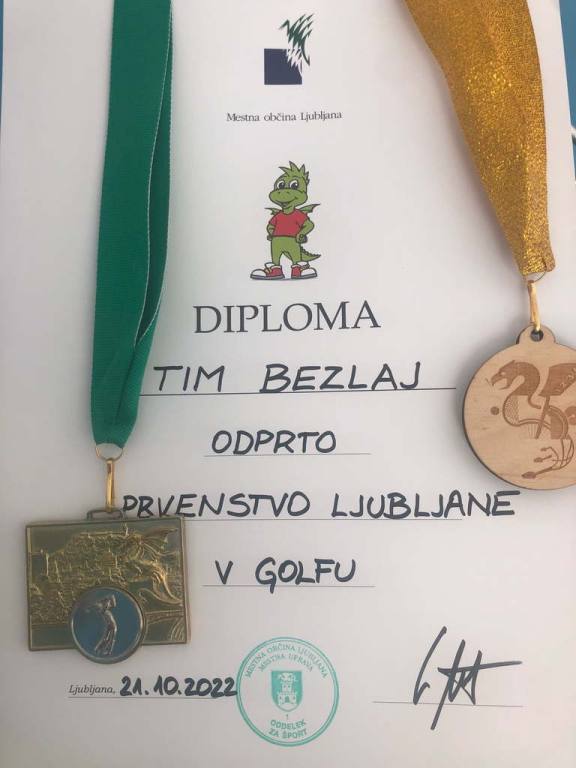 Mestna občina Ljubljana
DIPLOMA
TIM BEZLAJ
ODPRTO
PRVENSTVO LJUBLJANE
V GOLFU
Ljubljana, 21.10.2022
MESTNA OBČINA LJUBLJANA
MESTNA UPRAVA
1
ODDELEK
ZA ŠPORT